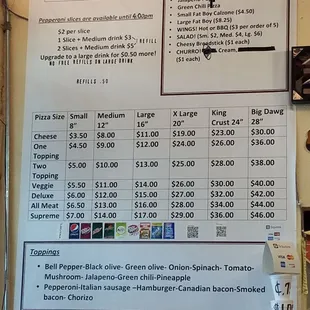 Pepperoni slices are available until 4:00pm
$2 per slice
1 Slice + Medium drink $3
2 Slices + Medium drink $5
Upgrade to a large drink for $0.50 more!
NO FREE REFILLS ON LARGE DRINK
REFILLS .50
Green Chili Pizza
• Small Fat Boy Calzone ($4.50)
• Large Fat Boy ($8.25)
• WINGS! Hot or BBQ ($3 per order of 5)
• SALAD! (Sm. $2, Med. $4, Lg. $6)
• Cheesy Breadstick ($1 each)
• CHURRO Cream
($1 each)
Pizza Size Small 8" Medium 12" Large 16" X Large 20" King Crust 24" Big Dawg 28"
Cheese $3.50 $8.00 $11.00 $19.00 $23.00 $30.00
One Topping $4.50 $9.00 $12.00 $24.00 $26.00 $36.00
Two Topping $5.00 $10.00 $13.00 $25.00 $28.00 $38.00
Veggie $5.50 $11.00 $14.00 $26.00 $30.00 $40.00
Deluxe $6.00 $12.00 $15.00 $27.00 $32.00 $42.00
All Meat $6.50 $13.00 $16.00 $28.00 $34.00 $44.00
Supreme $7.00 $14.00 $17.00 $29.00 $36.00 $46.00
Toppings
• Bell Pepper-Black olive- Green olive- Onion-Spinach- Tomato-
Mushroom- Jalapeno-Green chili-Pineapple
• Pepperoni-Italian sausage –Hamburger-Canadian bacon-Smoked
bacon- Chorizo